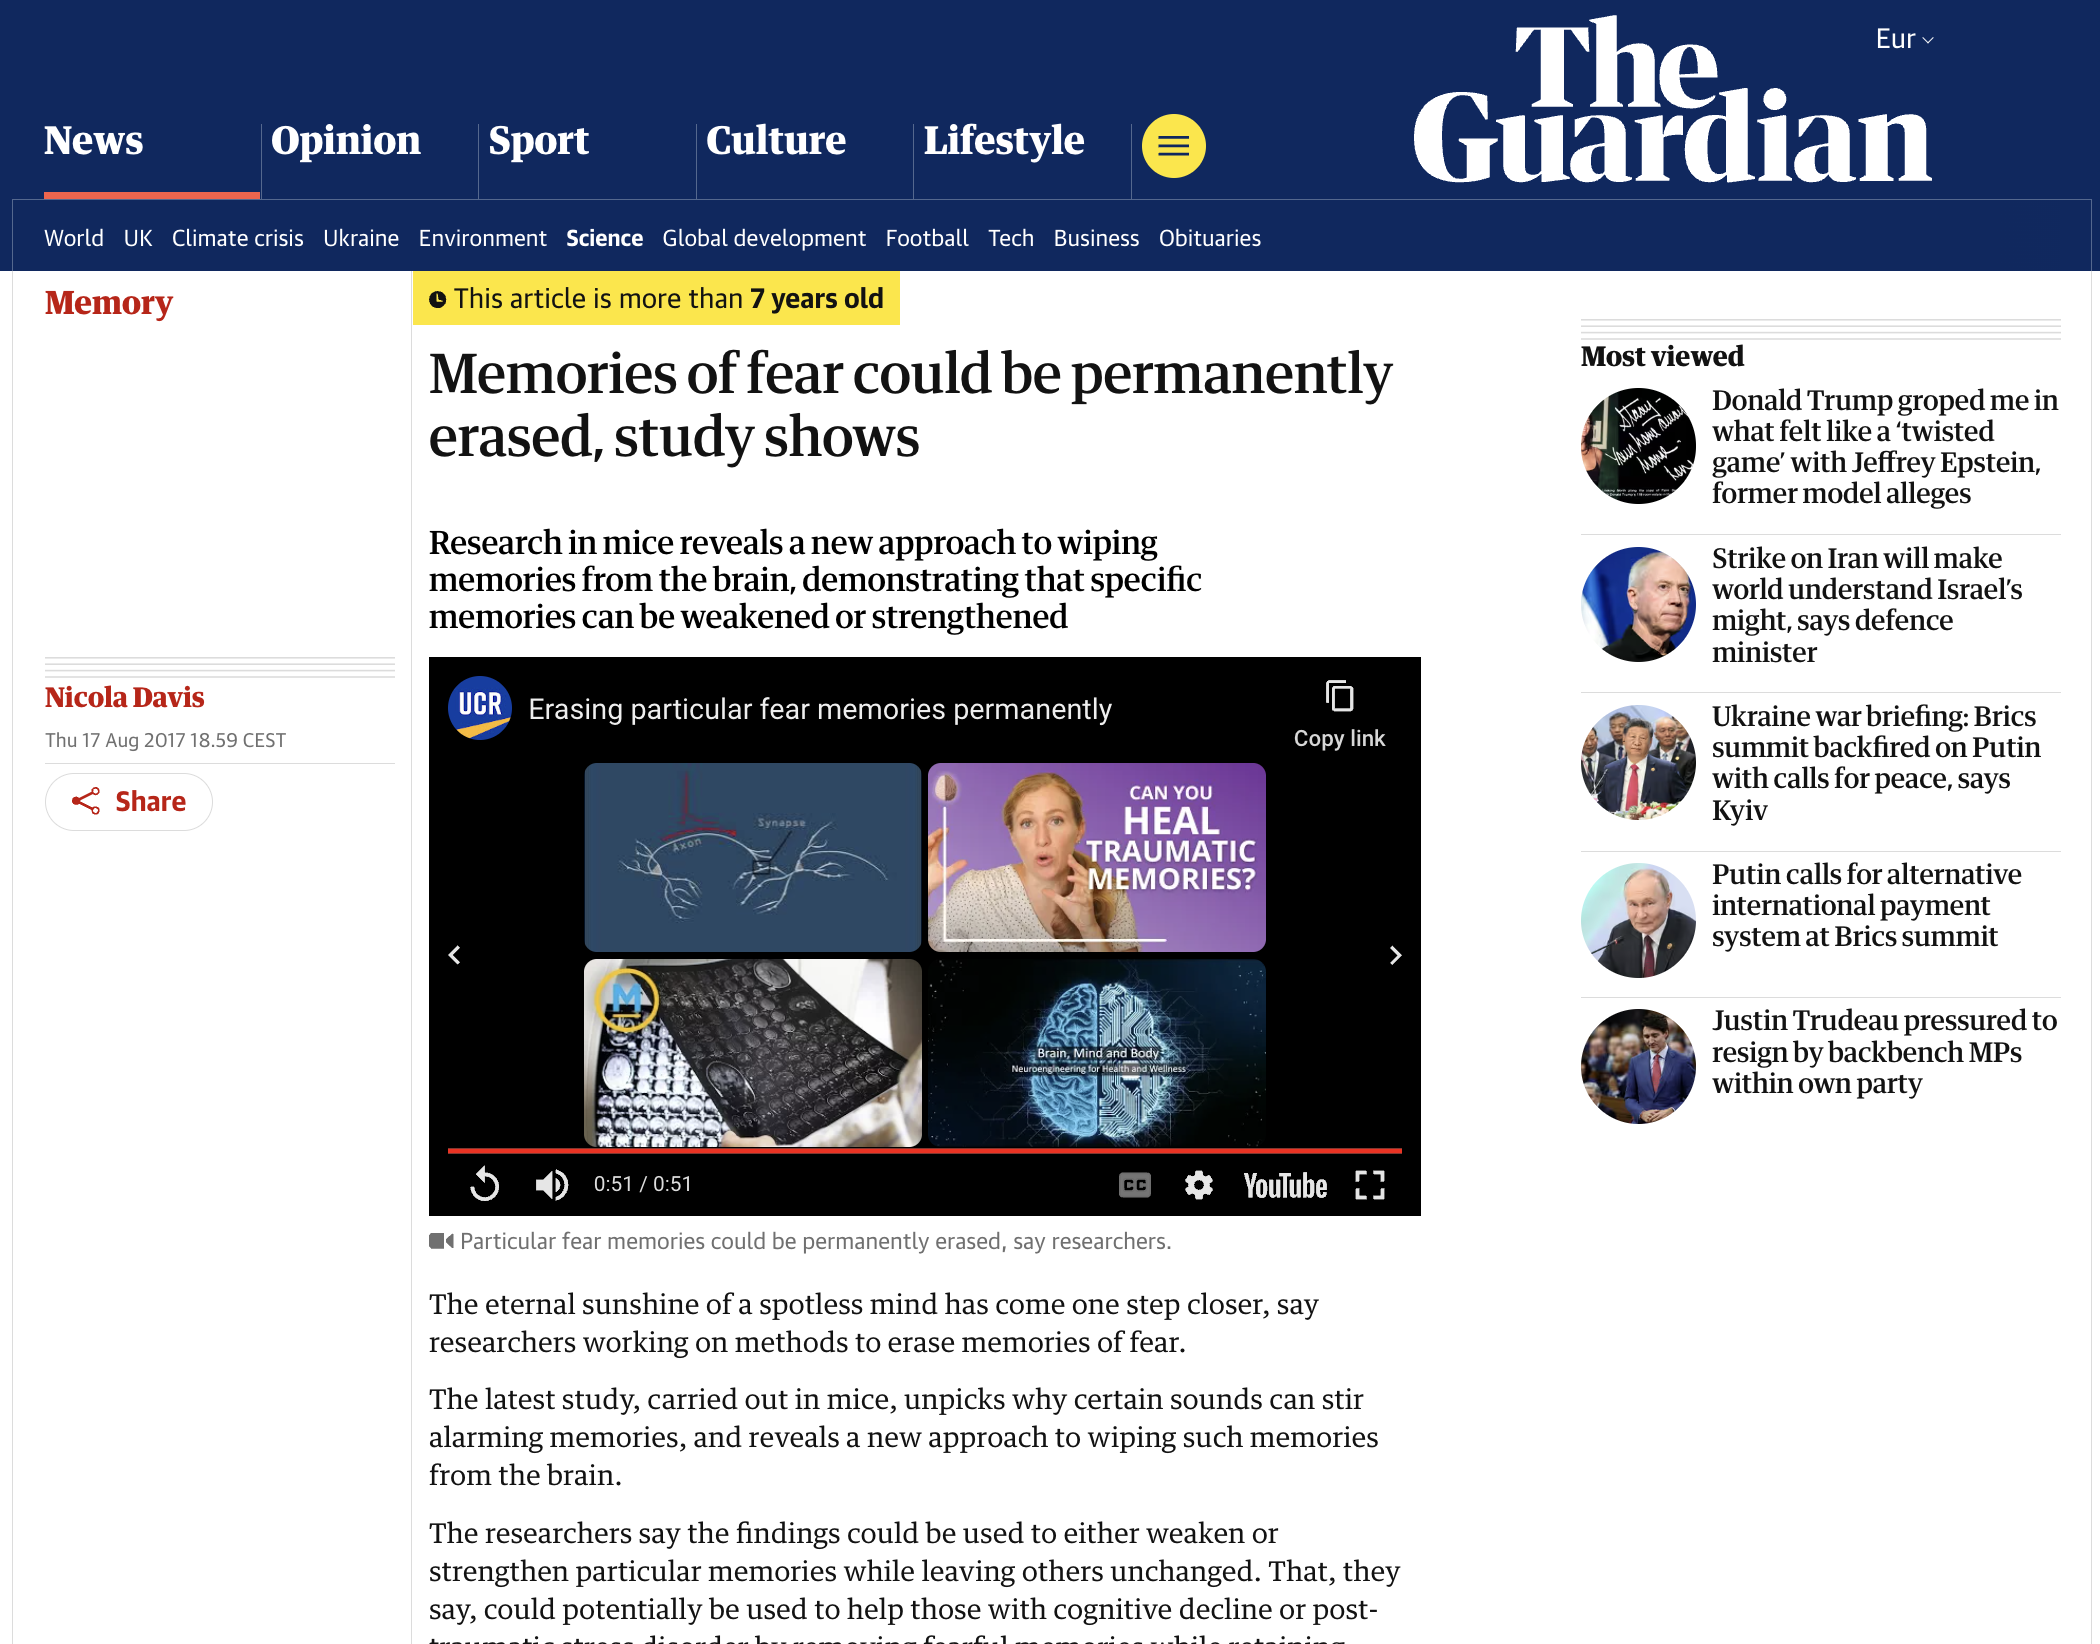 Eur
The
Guardian
News
Opinion
Sport
Culture
Lifestyle
World UK Climate crisis Ukraine Environment Science Global development Football Tech Business Obituaries
Memory
This article is more than 7 years old
Memories of fear could be permanently
erased, study shows
Research in mice reveals a new approach to wiping
memories from the brain, demonstrating that specific
memories can be weakened or strengthened
Nicola Davis
Thu 17 Aug 2017 18.59 CEST
Share
UCR
Erasing particular fear memories permanently
Copy link
Axon
Synapse
CAN YOU
HEAL
TRAUMATIC
MEMORIES?
M
Brain, Mind and Body:
Neuroengineering for Health and Wellness
0:51 / 0:51
CC
YouTube
Particular fear memories could be permanently erased, say researchers.
The eternal sunshine of a spotless mind has come one step closer, say
researchers working on methods to erase memories of fear.
The latest study, carried out in mice, unpicks why certain sounds can stir
alarming memories, and reveals a new approach to wiping such memories
from the brain.
The researchers say the findings could be used to either weaken or
strengthen particular memories while leaving others unchanged. That, they
say, could potentially be used to help those with cognitive decline or post-
traumatic stress disorder by removing fearful memories while retaining
Most viewed
Donald Trump groped me in
what felt like a ‘twisted
game’ with Jeffrey Epstein,
former model alleges
Strike on Iran will make
world understand Israel’s
might, says defence
minister
Ukraine war briefing: Brics
summit backfired on Putin
with calls for peace, says
Kyiv
Putin calls for alternative
international payment
system at Brics summit
Justin Trudeau pressured to
resign by backbench MPs
within own party